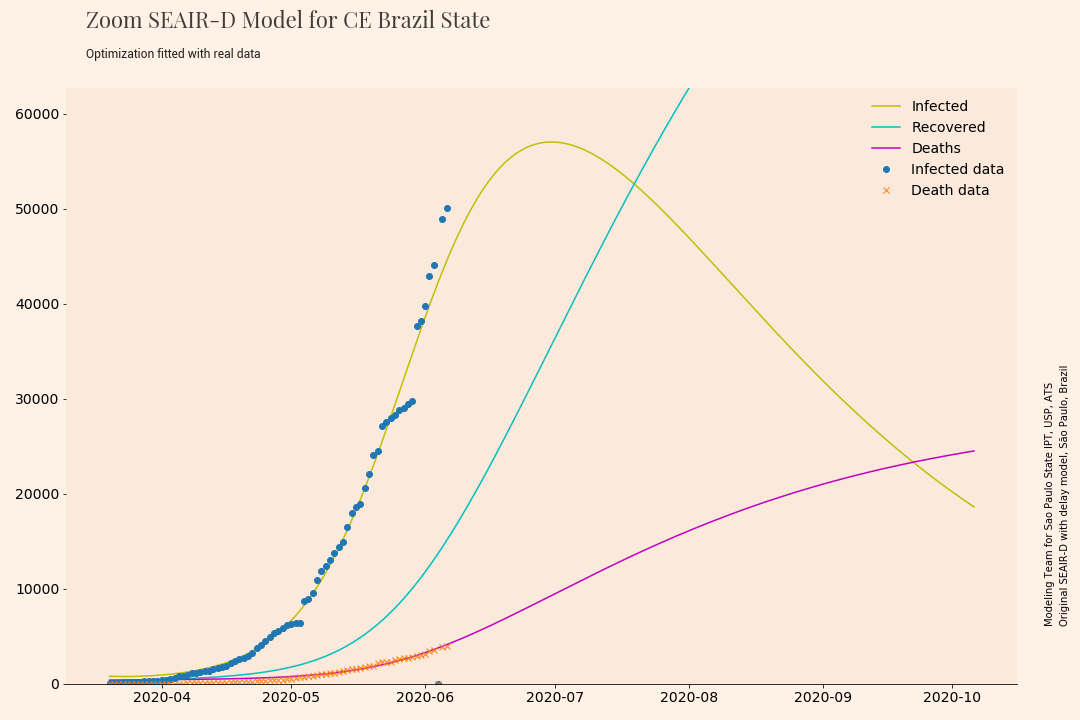 Zoom SEAIR-D Model for CE Brazil State
Optimization fitted with real data
60000
50000
40000
30000
20000
10000
0
2020-04
2020-05
2020-06
2020-07
2020-08
2020-09
2020-10
Infected
Recovered
Deaths
Infected data
Death data
Modeling Team for Sao Paulo State IPT, USP, ATS
Original SEAIR-D with delay model, São Paulo, Brazil